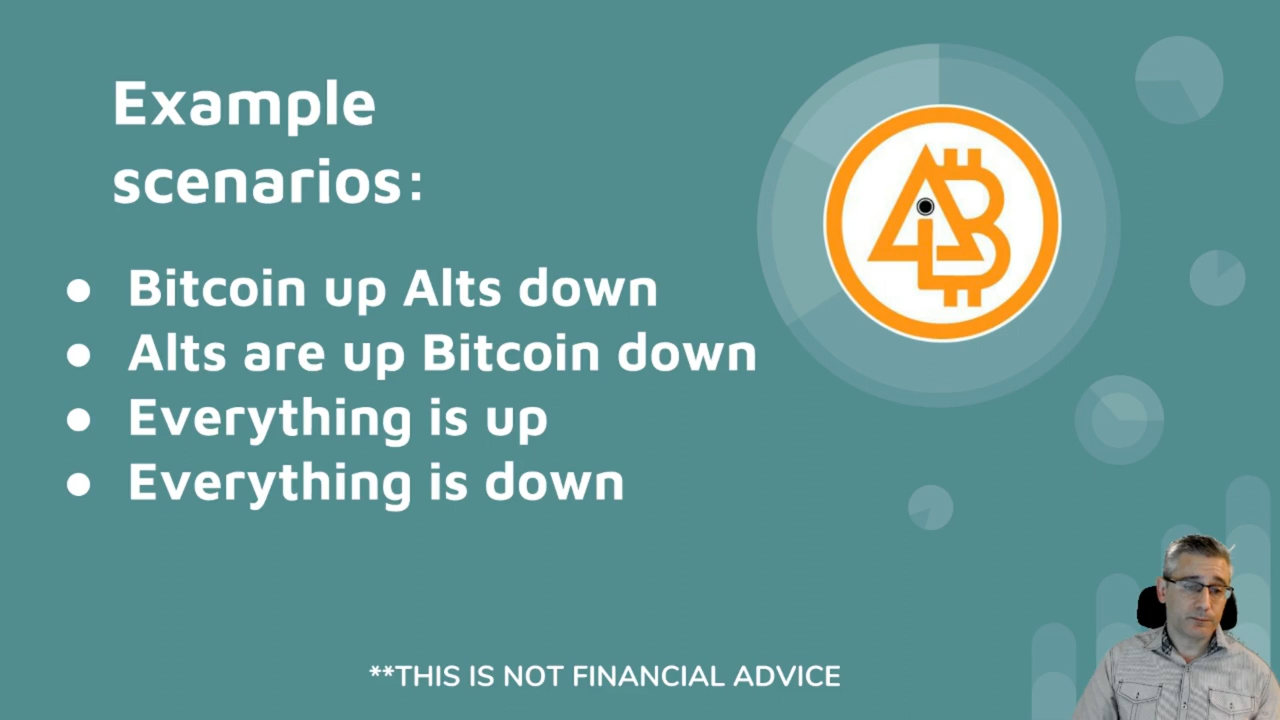 Example
scenarios:
● Bitcoin up Alts down
● Alts are up Bitcoin down
● Everything is up
● Everything is down
**THIS IS NOT FINANCIAL ADVICE